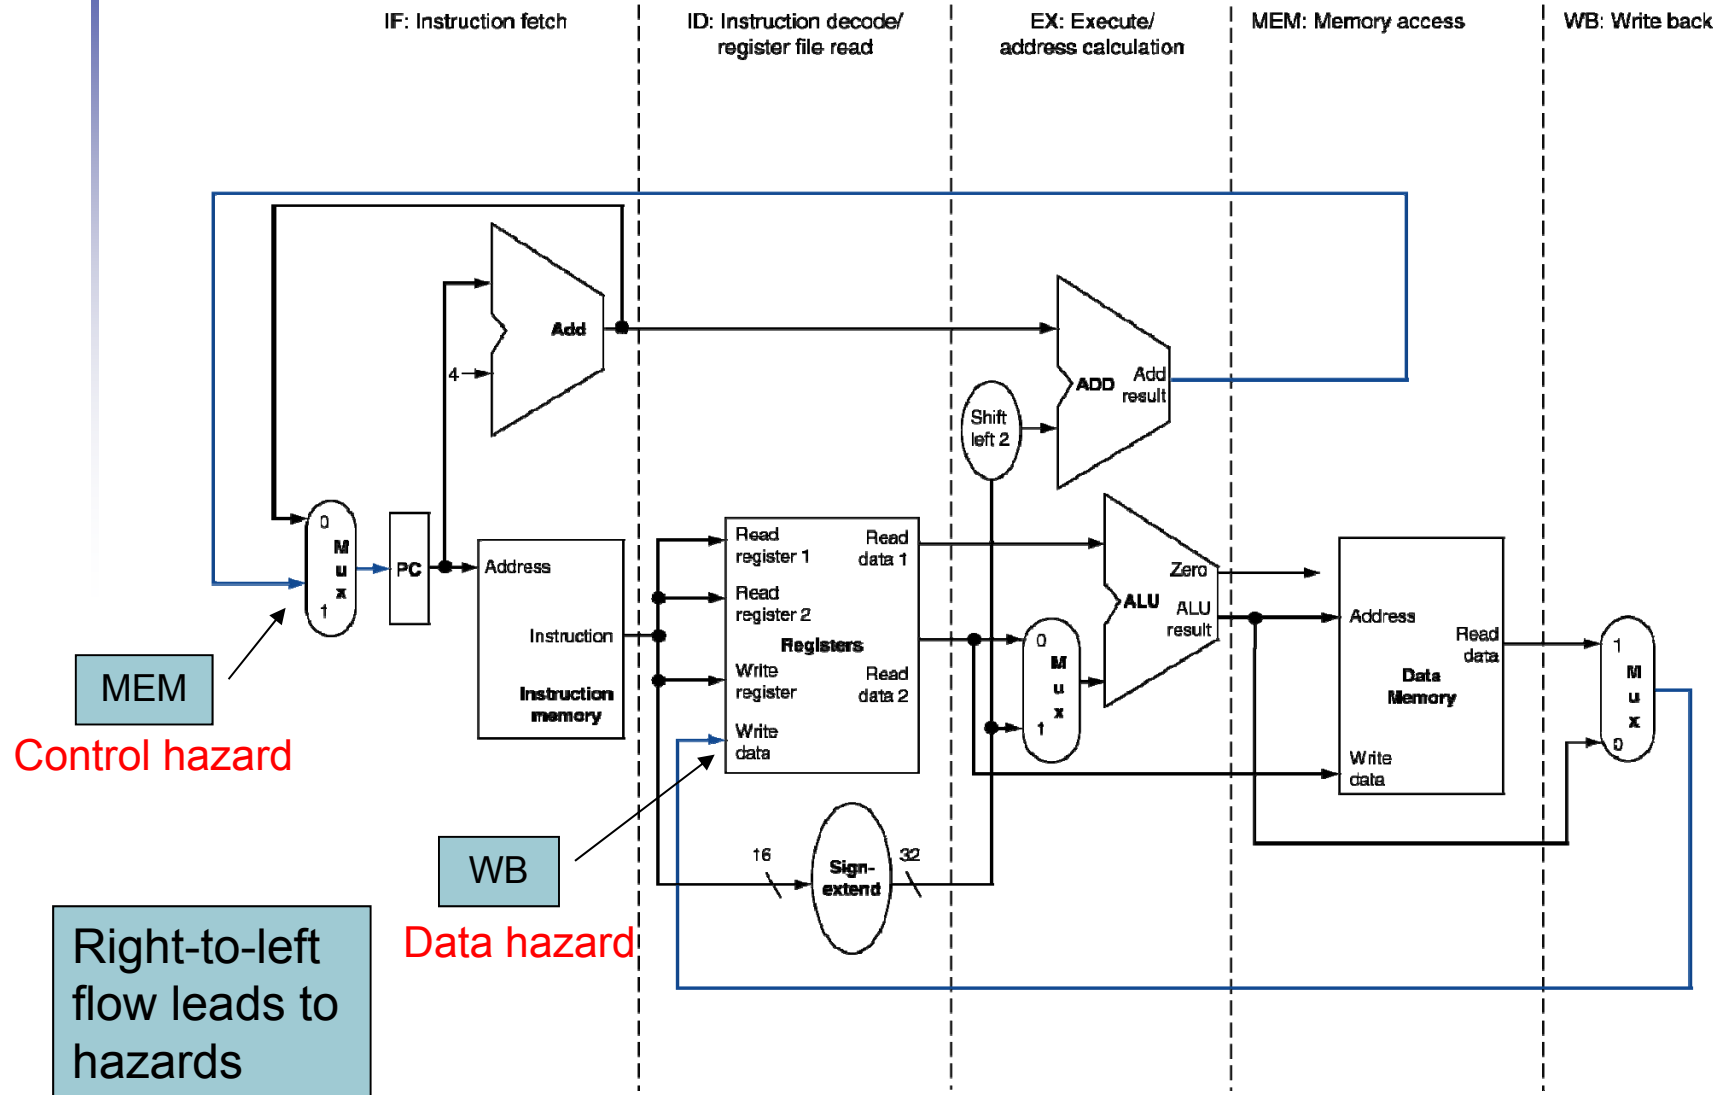 IF: Instruction fetch
ID: Instruction decode/
register file read
EX: Execute/
address calculation
MEM: Memory access
WB: Write back
Add
4
ADD
Add
result
Shift
left 2
0
M
u
x
1
PC
Address
Instruction
Instruction
memory
Read
register 1
Read
register 2
Write
register
Write
data
Registers
Read
data 1
Read
data 2
0
M
u
x
1
Zero
ALU
ALU
result
Address
Read
data
Data
Memory
Write
data
1
M
u
x
0
16
Sign-
extend
32
MEM
Control hazard
WB
Data hazard
Right-to-left
flow leads to
hazards